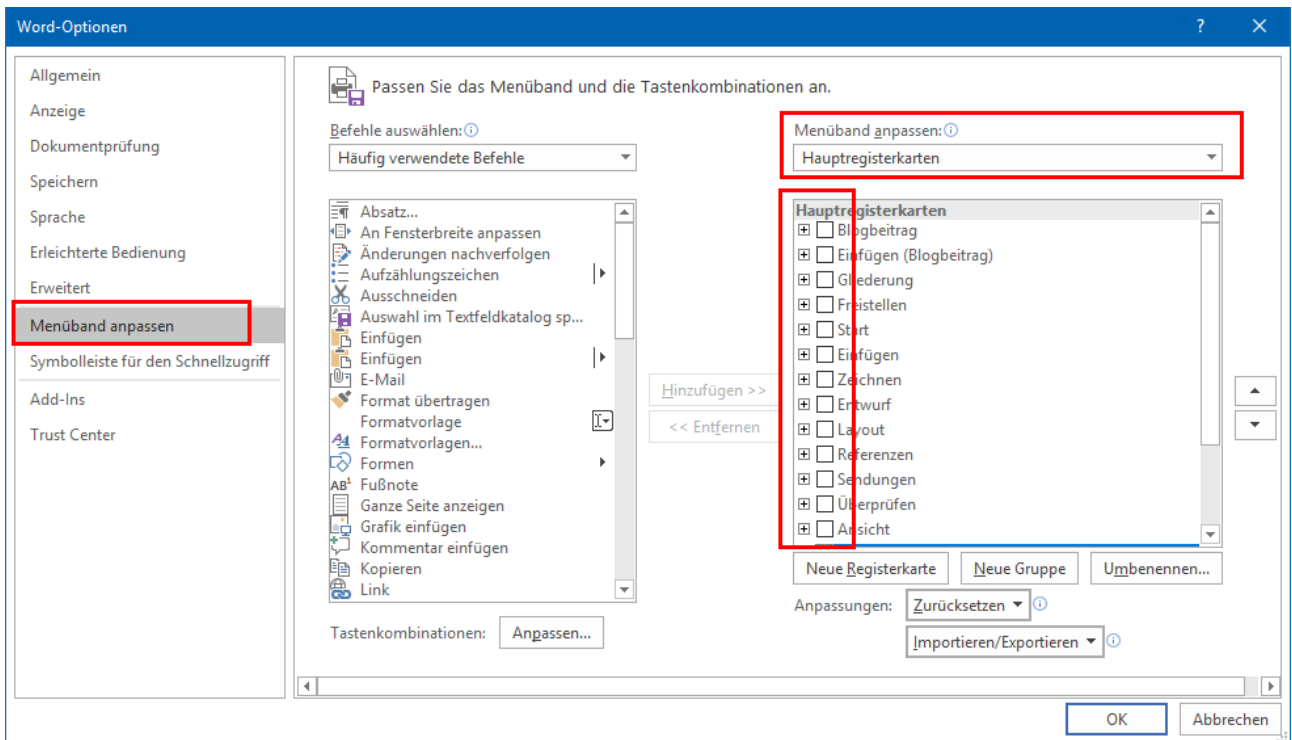 Word-Optionen
Allgemein
Anzeige
Dokumentprüfung
Speichern
Sprache
Erleichterte Bedienung
Erweitert
Menüband anpassen
Symbolleiste für den Schnellzugriff
Add-Ins
Trust Center
Passen Sie das Menüband und die Tastenkombinationen an.
Befehle auswählen:
Häufig verwendete Befehle
Absatz...
An Fensterbreite anpassen
Änderungen nachverfolgen
Aufzählungszeichen
Ausschneiden
Auswahl im Textfeldkatalog sp...
Einfügen
Einfügen
E-Mail
Format übertragen
Formatvorlage
Formatvorlagen...
Formen
Fußnote
Ganze Seite anzeigen
Grafik einfügen
Kommentar einfügen
Kopieren
Link
Tastenkombinationen: Anpassen...
Hinzufügen >>
<< Entfernen
Menüband anpassen:
Hauptregisterkarten
Hauptregisterkarten
Blogbeitrag
Einfügen (Blogbeitrag)
Gliederung
Freistellen
Start
Einfügen
Zeichnen
Entwurf
Layout
Referenzen
Sendungen
Überprüfen
Ansicht
Neue Registerkarte Neue Gruppe Umbenennen...
Anpassungen: Zurücksetzen
Importieren/Exportieren
OK Abbrechen